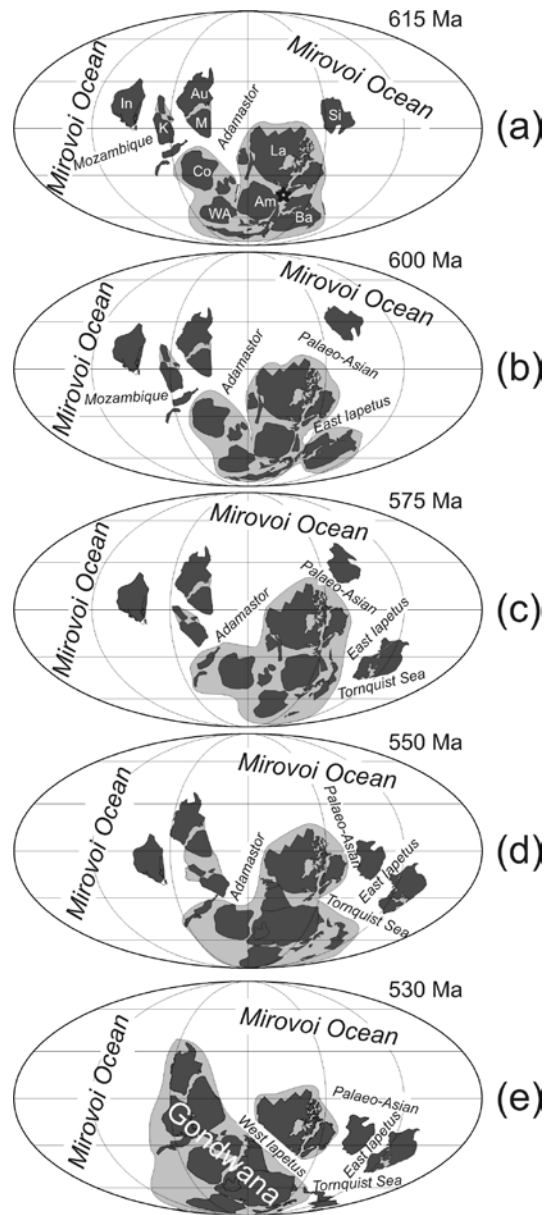 615 Ma
Mirovoi Ocean
Mirovoi Ocean
In
Au
K
M
Adamastor
Si
Mozambique
La
Co
WA
Am
Ba
(a)
600 Ma
Mirovoi Ocean
Mirovoi Ocean
Palaeo-Asian
Adamastor
Mozambique
East Iapetus
(b)
575 Ma
Mirovoi Ocean
Mirovoi Ocean
Palaeo-Asian
Adamastor
East Iapetus
Tornquist Sea
(c)
550 Ma
Mirovoi Ocean
Mirovoi Ocean
Palaeo-Asian
Adamastor
East Iapetus
Tornquist Sea
(d)
530 Ma
Mirovoi Ocean
Mirovoi Ocean
Palaeo-Asian
Gondwana
West Iapetus
East Iapetus
Tornquist Sea
(e)